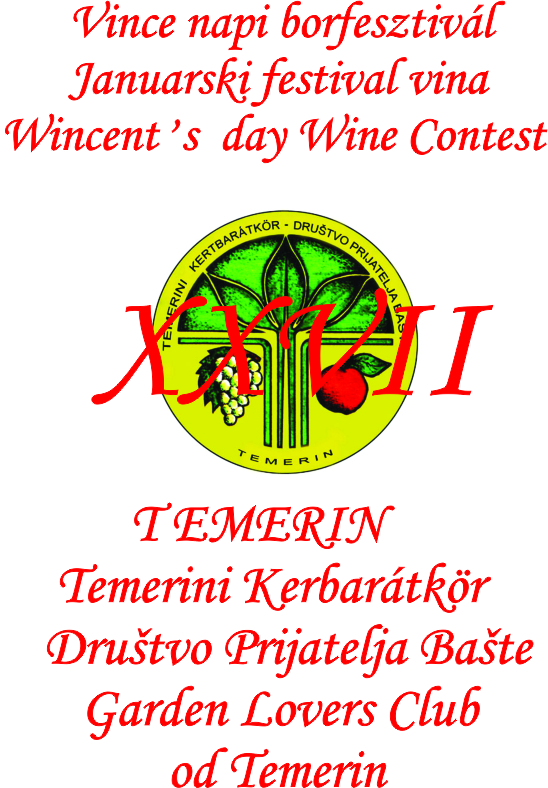 Vince napi borfesztivál
Januarski festival vina
Wincent's day Wine Contest
TEMERINI KERTBARÁTKÖR - DRUŠTVO PRIJATELJA BAŠTE
XXVII
TEMERIN
TEMERIN
Temerini Kerbarátkör
Društvo Prijatelja Bašte
Garden Lovers Club
od Temerin